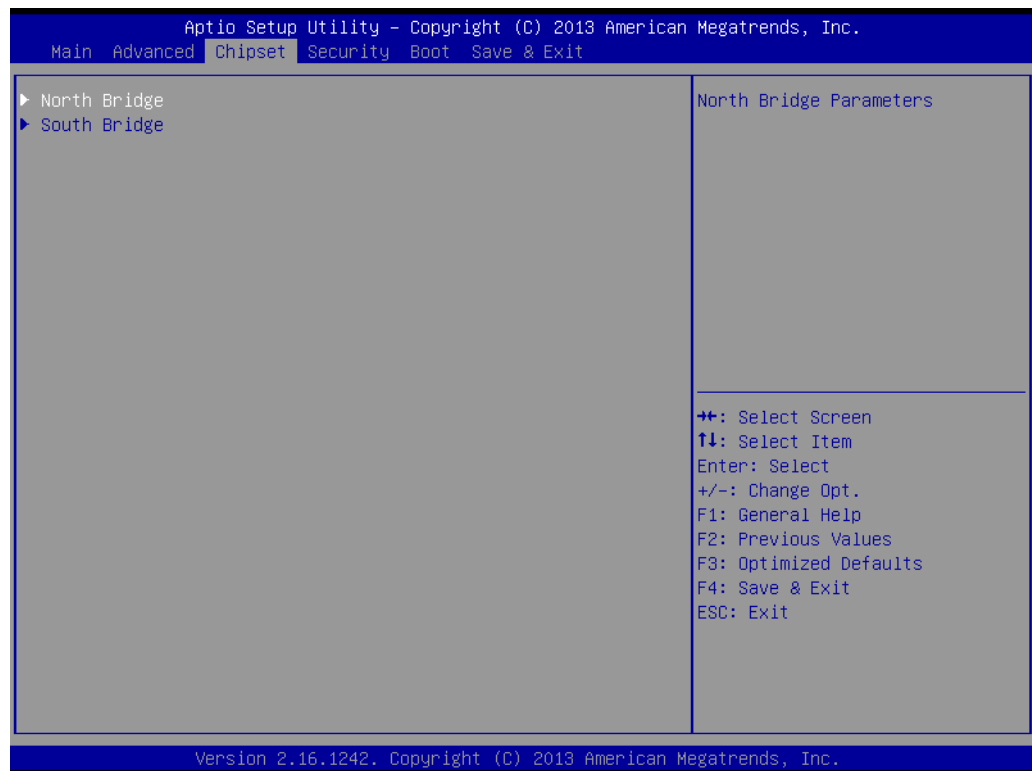 Aptio Setup Utility – Copyright (C) 2013 American Megatrends, Inc.
Main Advanced Chipset Security Boot Save & Exit
▶ North Bridge
▶ South Bridge
North Bridge Parameters
→←: Select Screen
↑↓: Select Item
Enter: Select
+/-: Change Opt.
F1: General Help
F2: Previous Values
F3: Optimized Defaults
F4: Save & Exit
ESC: Exit
Version 2.16.1242. Copyright (C) 2013 American Megatrends, Inc.